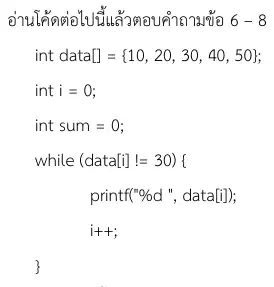 อ่านโค้ดต่อไปนี้แล้วตอบคำถามข้อ 6 – 8
int data[] = {10, 20, 30, 40, 50};
int i = 0;
int sum = 0;
while (data[i] != 30) {
printf("%d ", data[i]);
i++;
}